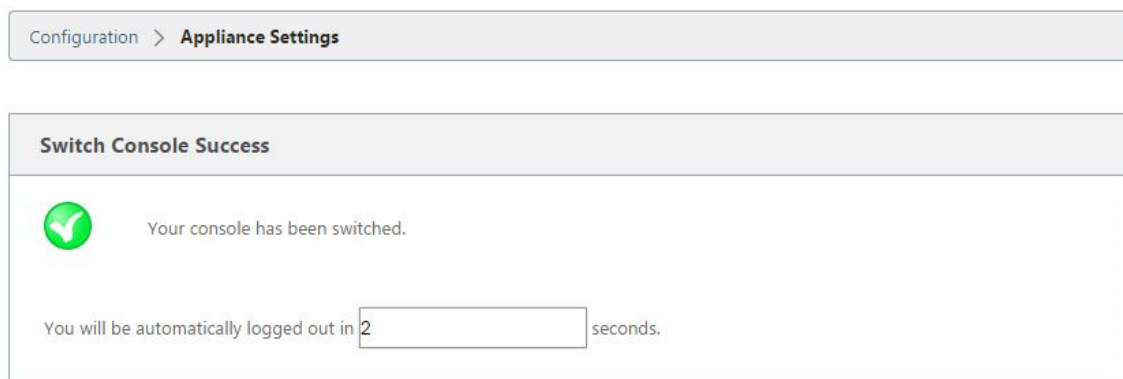 Configuration > Appliance Settings
Switch Console Success
Your console has been switched.
You will be automatically logged out in 2 seconds.